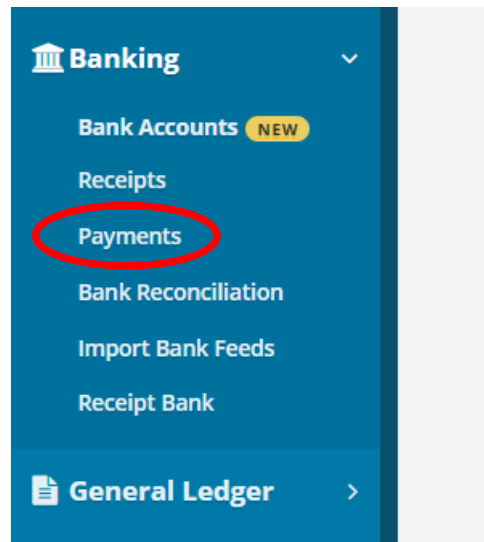 Banking
Bank Accounts NEW
Receipts
Payments
Bank Reconciliation
Import Bank Feeds
Receipt Bank
General Ledger